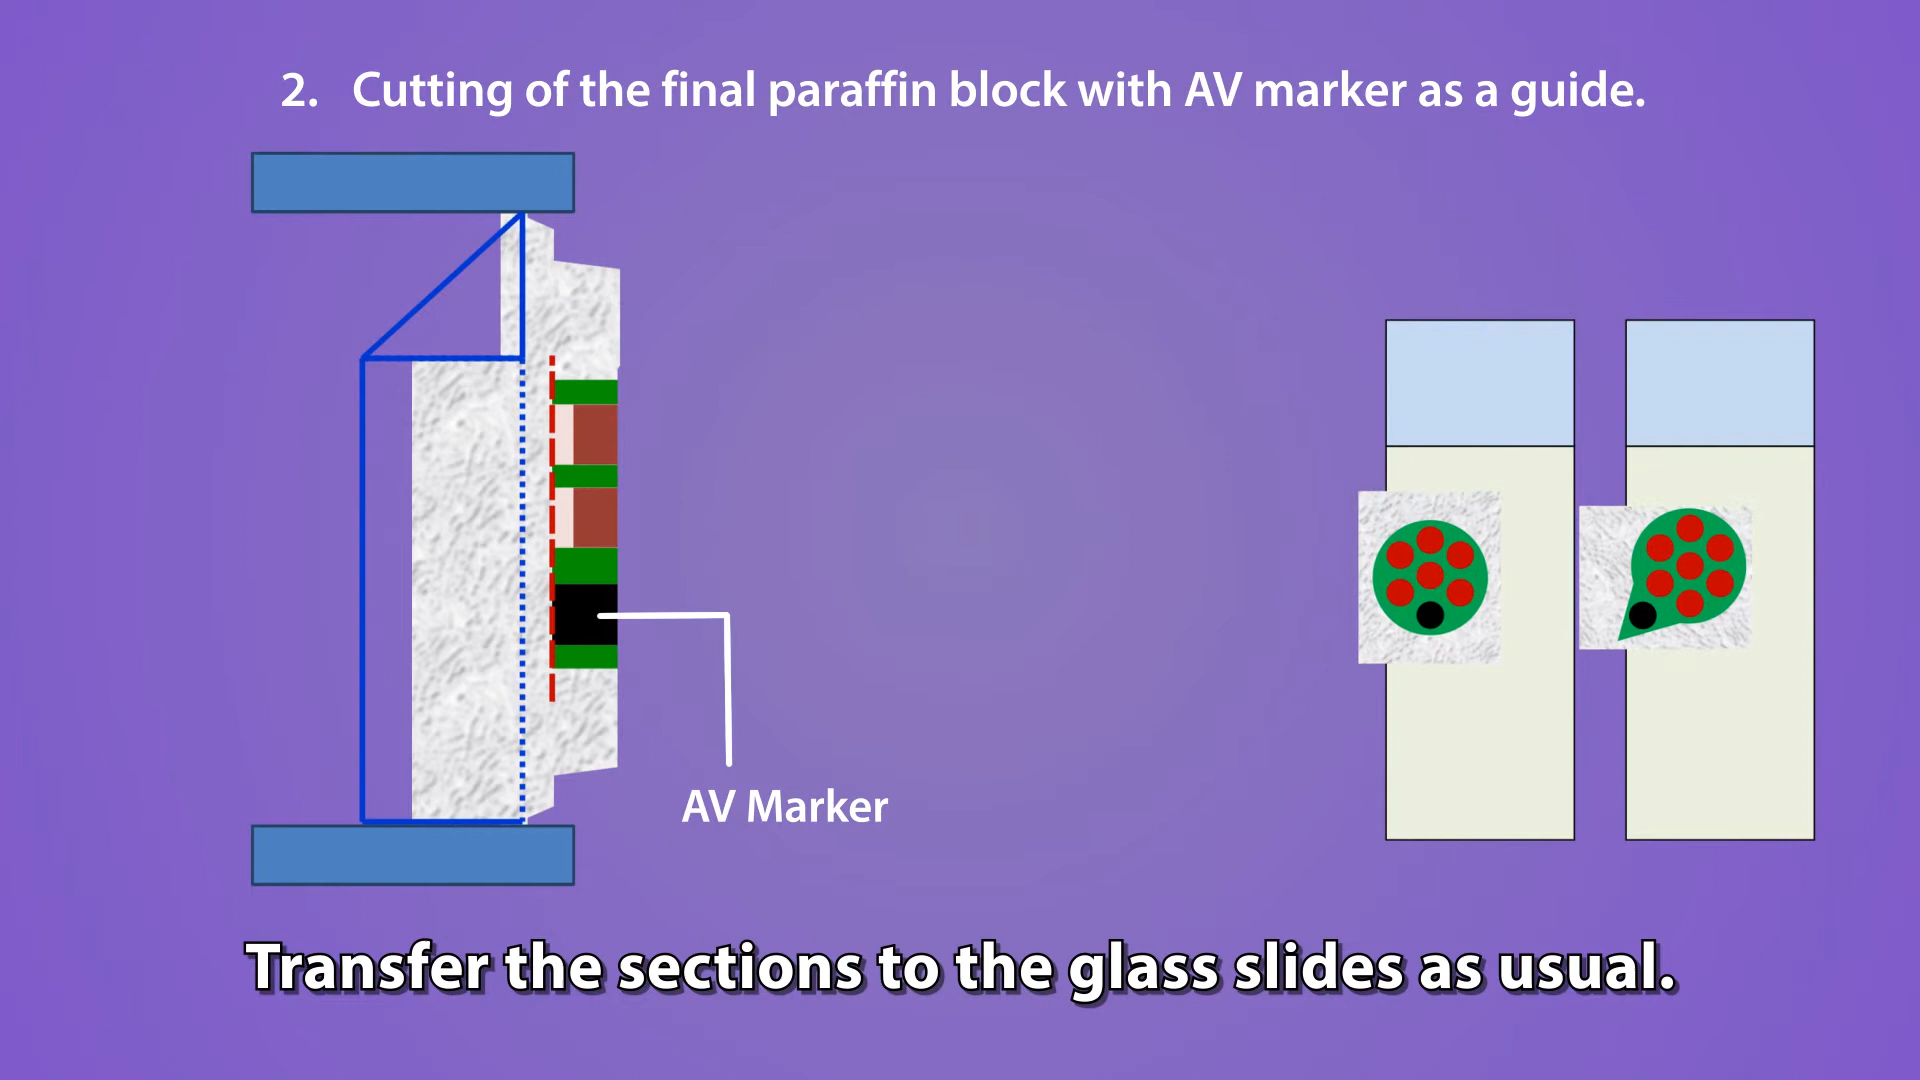 2. Cutting of the final paraffin block with AV marker as a guide.
AV Marker
Transfer the sections to the glass slides as usual.